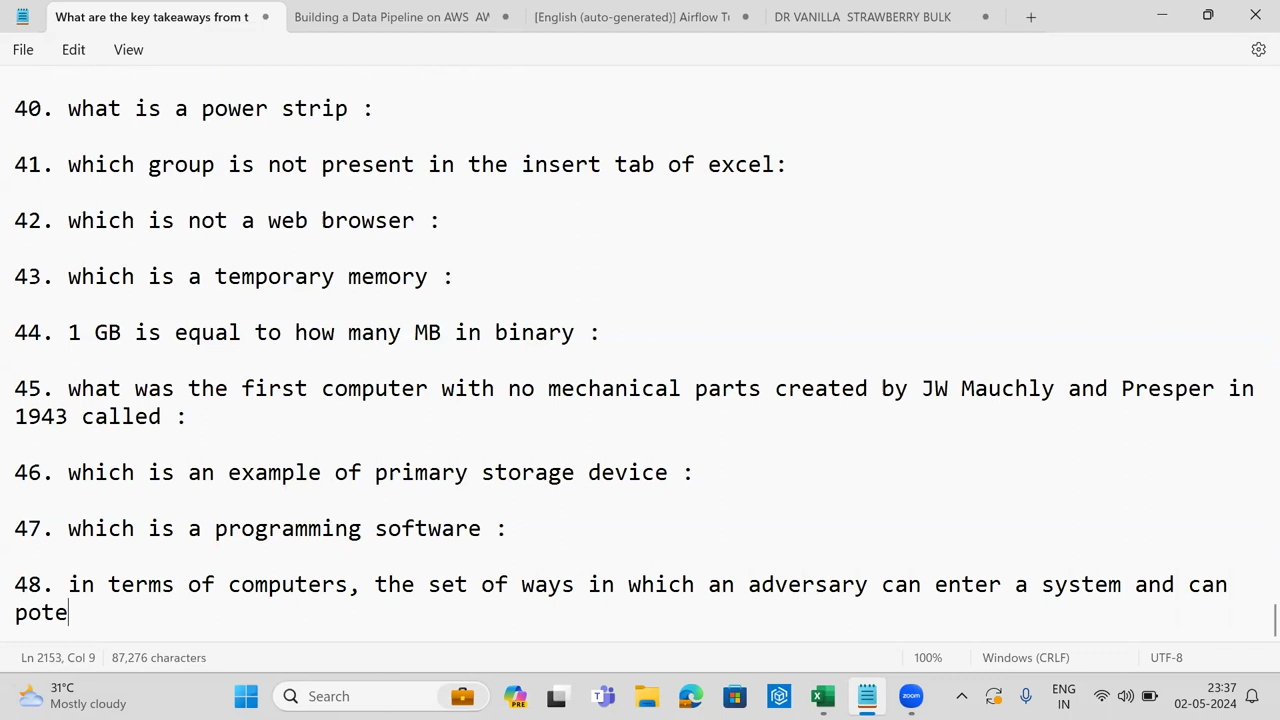 What are the key takeaways from t
Building a Data Pipeline on AWS AW
[English (auto-generated)] Airflow Tu
DR VANILLA STRAWBERRY BULK
File Edit View
40. what is a power strip :
41. which group is not present in the insert tab of excel:
42. which is not a web browser :
43. which is a temporary memory :
44. 1 GB is equal to how many MB in binary :
45. what was the first computer with no mechanical parts created by JW Mauchly and Presper in
1943 called :
46. which is an example of primary storage device :
47. which is a programming software :
48. in terms of computers, the set of ways in which an adversary can enter a system and can
pote
Ln 2153, Col 9 87,276 characters 100% Windows (CRLF) UTF-8
31°C
Mostly cloudy
Search
PRE
zoom
ENG
IN
23:37
02-05-2024